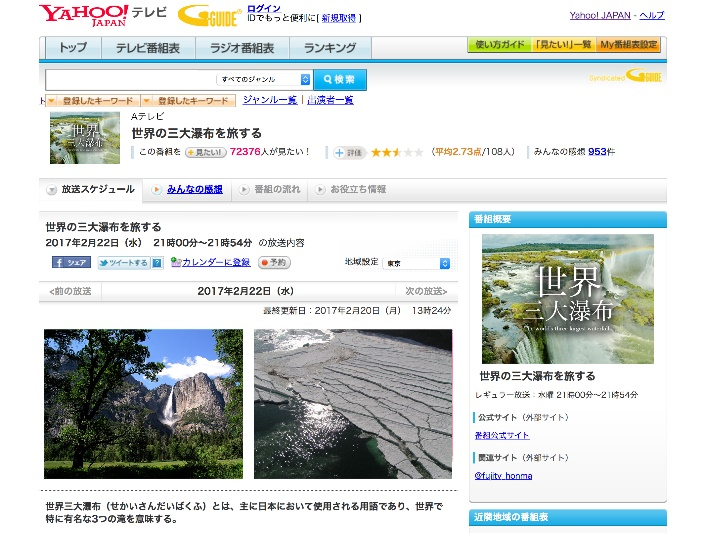 YAHOO! JAPAN テレビ GGUIDE®
ログイン
IDでもっと便利に[ 新規取得 ]
Yahoo! JAPAN - ヘルプ
トップ テレビ番組表 ラジオ番組表 ランキング
使い方ガイド 「見たい!」一覧 My番組表設定
すべてのジャンル 検索
Syndicated GGUIDE
登録したキーワード 登録したキーワード ジャンル一覧 | 出演者一覧
世界
三大瀑布
Aテレビ
世界の三大瀑布を旅する
この番組を 見たい! 72376人が見たい! 評価 (平均2.73点/108人) みんなの感想 953件
放送スケジュール みんなの感想 番組の流れ お役立ち情報
世界の三大瀑布を旅する
2017年2月22日(水) 21時00分~21時54分 の放送内容
シェア ツイートする ? カレンダーに登録 予約 地域設定 東京
<前の放送 2017年2月22日(水) 次の放送>
最終更新日:2017年2月20日(月) 13時24分
世界三大瀑布(せかいさんだいばくふ)とは、主に日本において使用される用語であり、世界で
特に有名な3つの滝を意味する。
番組概要
世界
三大瀑布
The world's three largest waterfall
世界の三大瀑布を旅する
レギュラー放送:水曜 21時00分~21時54分
公式サイト(外部サイト)
番組公式サイト
関連サイト(外部サイト)
@fujitv_honma
近隣地域の番組表